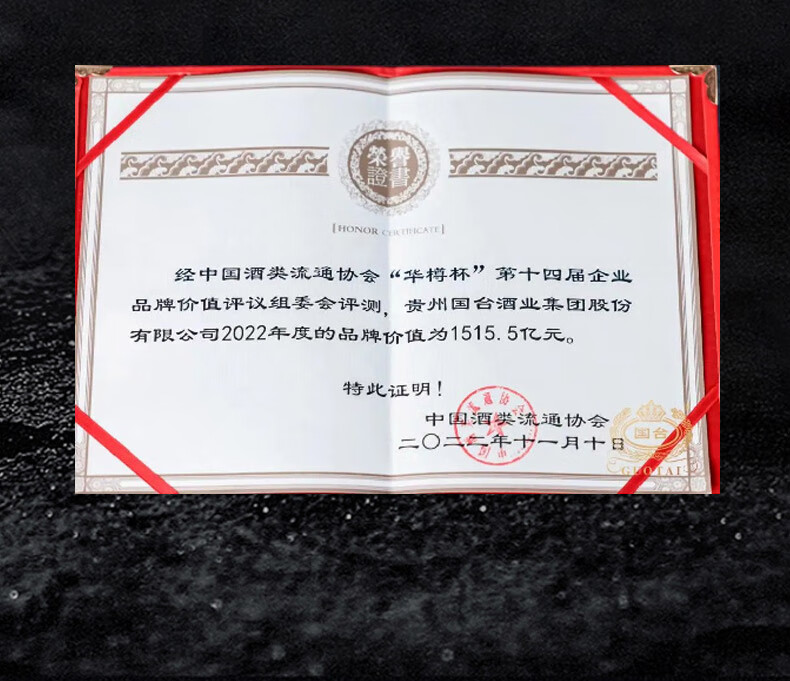 榮譽
證書
[HONOR CERTIFICATE]
经中国酒类流通协会“华樽杯”第十四届企业
品牌价值评议组委会评测，贵州国台酒业集团股份
有限公司2022年度的品牌价值为1515.5亿元。
特此证明！
中国酒类流通协会
二〇二二年十一月十日
国台
GUOTAI